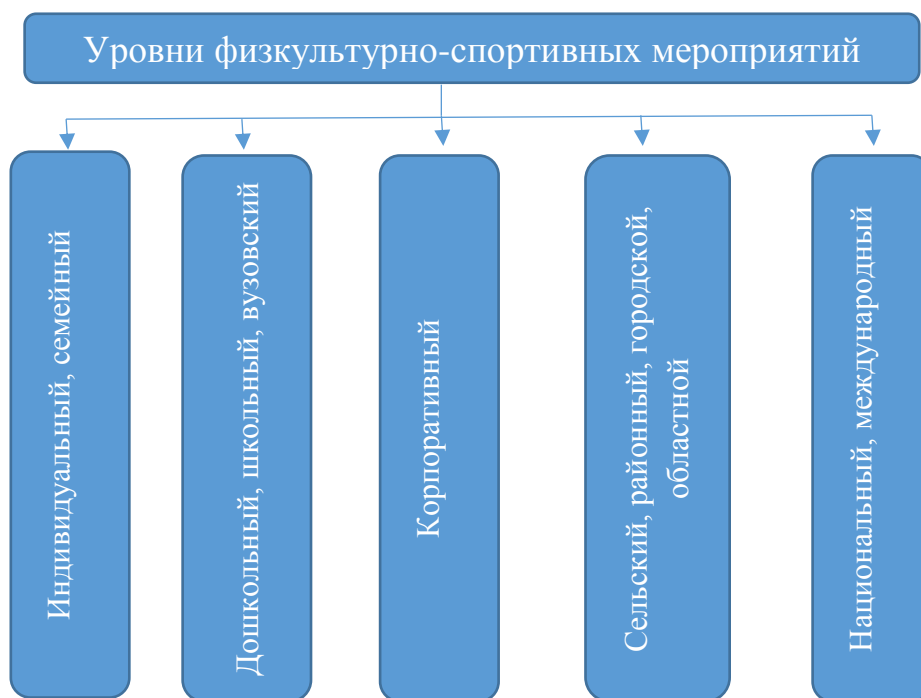 Уровни физкультурно-спортивных мероприятий
Индивидуальный, семейный
Дошкольный, школьный, вузовский
Корпоративный
Сельский, районный, городской,
областной
Национальный, международный